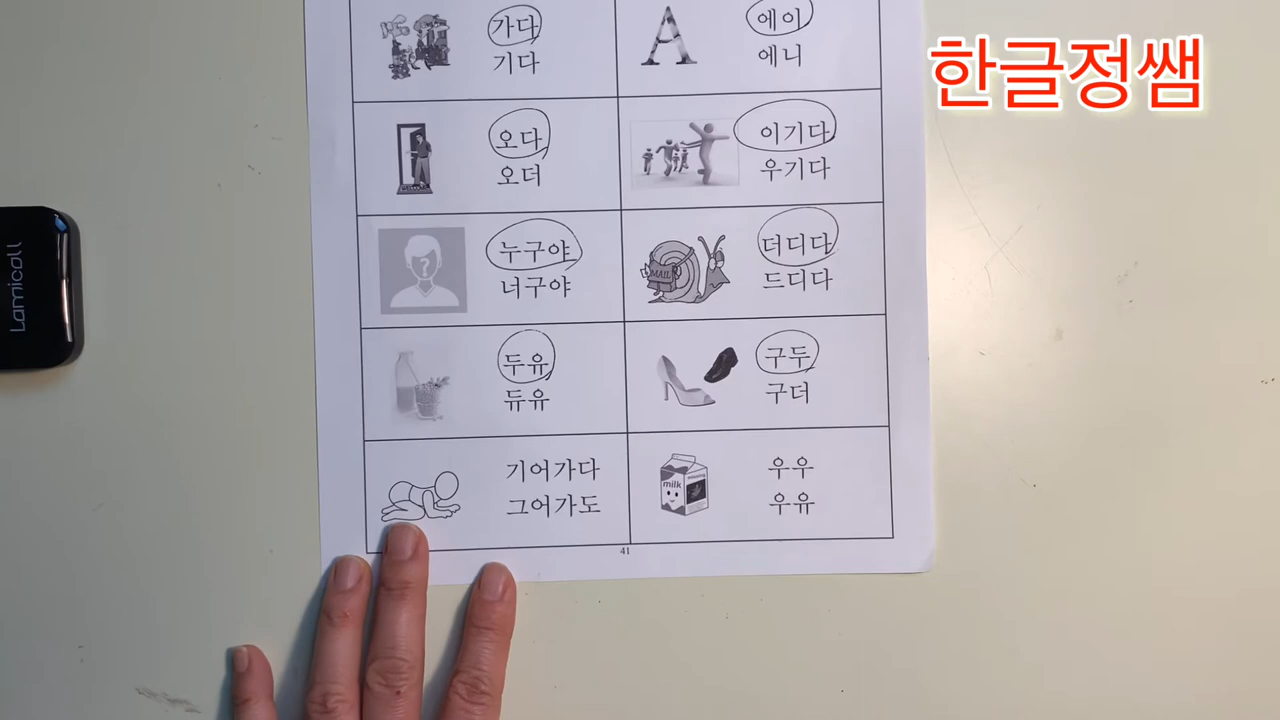 한글정쌤
가다
기다
에이
에니
오다
오더
이기다
우기다
누구야
너구야
MAIL
더디다
드디다
두유
듀유
구두
구더
기어가다
그어가도
milk
우우
우유
41
Lamicall